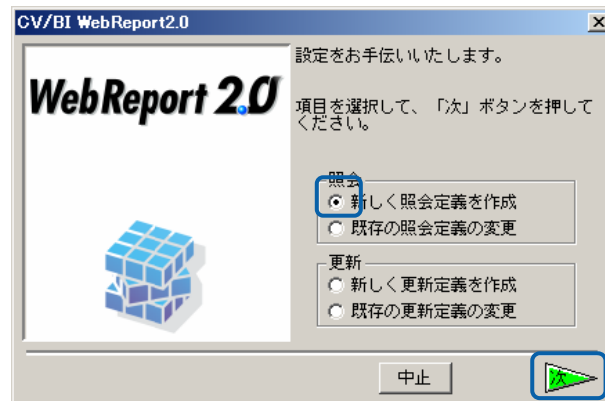 CV/BI WebReport2.0
設定をお手伝いいたします。
WebReport 2.0
項目を選択して、「次」ボタンを押して
ください。
照会
新しく照会定義を作成
既存の照会定義の変更
更新
新しく更新定義を作成
既存の更新定義の変更
中止
次